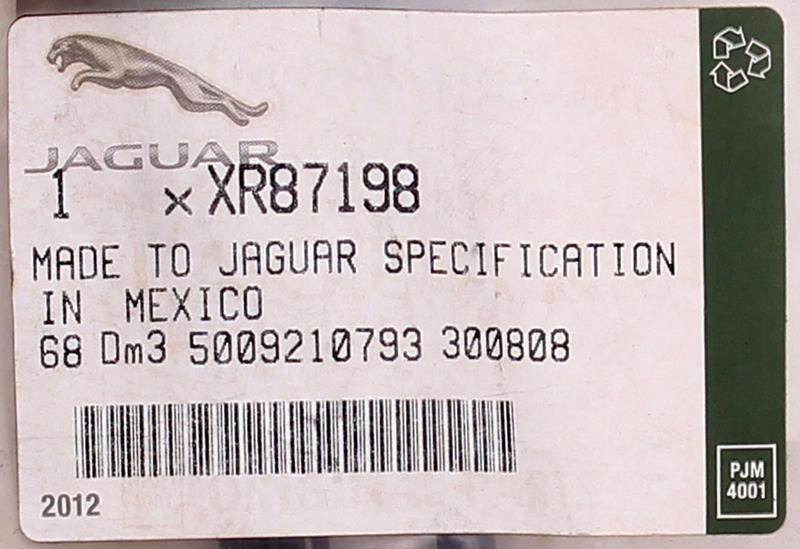 JAGUAR
1 x XR87198
MADE TO JAGUAR SPECIFICATION
IN MEXICO
68 Dm3 5009210793 300808
2012
PJM
4001